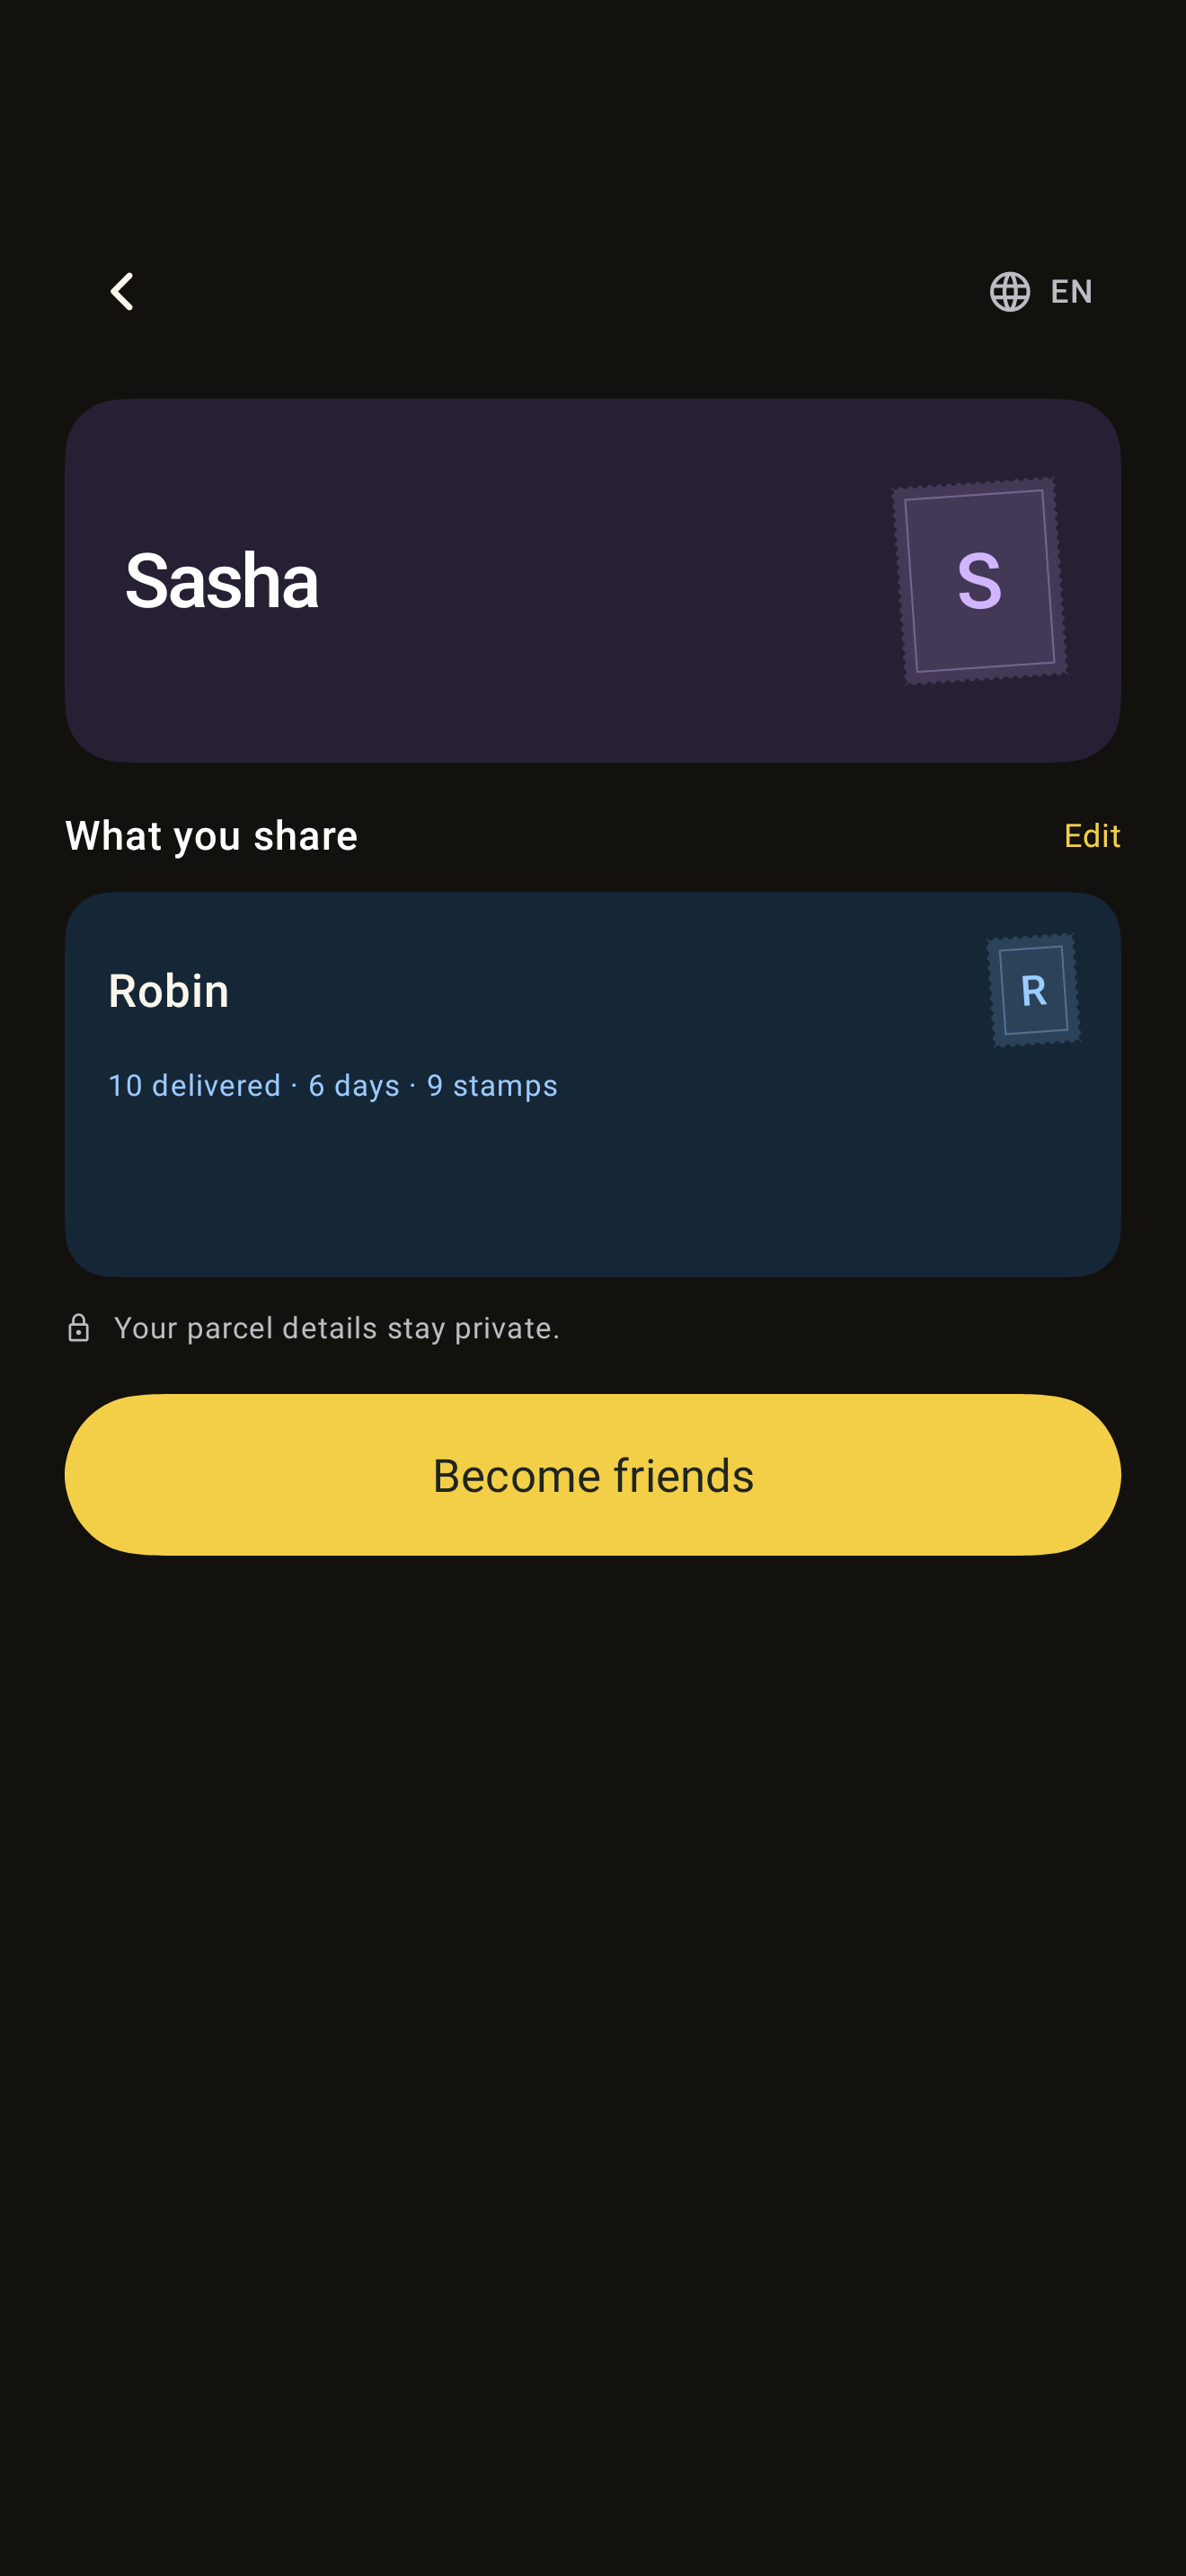 EN
Sasha
S
What you share
Edit
Robin
R
10 delivered · 6 days · 9 stamps
Your parcel details stay private.
Become friends